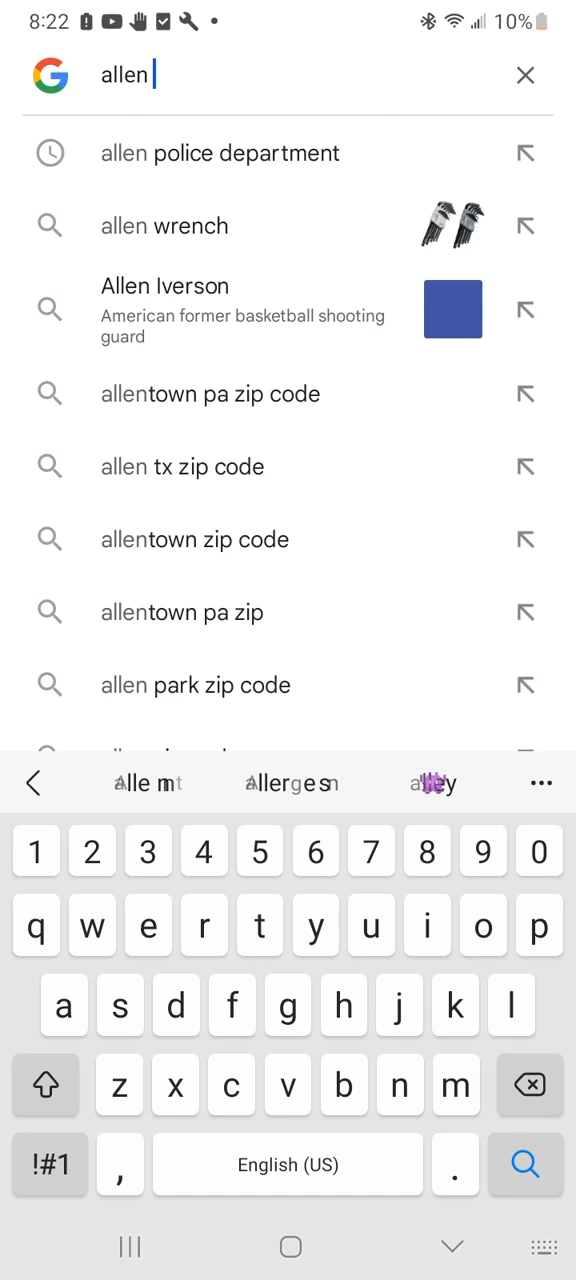 8:22
10%
allen
allen police department
allen wrench
Allen Iverson
American former basketball shooting
guard
allentown pa zip code
allen tx zip code
allentown zip code
allentown pa zip
allen park zip code
1 2 3 4 5 6 7 8 9 0
q w e r t y u i o p
a s d f g h j k l
z x c v b n m
!#1 , English (US) .